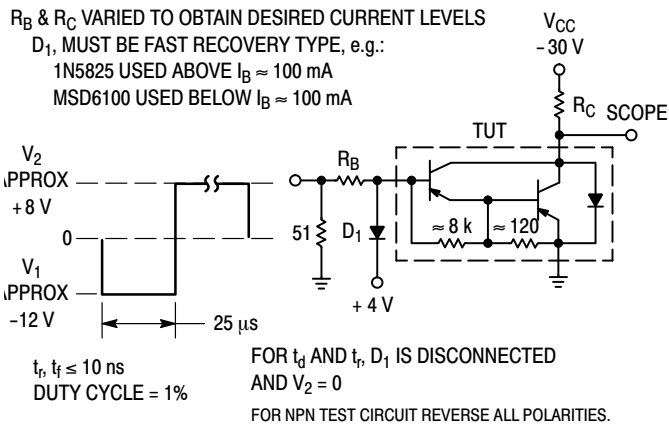 R_B & R_C VARIED TO OBTAIN DESIRED CURRENT LEVELS
D_1, MUST BE FAST RECOVERY TYPE, e.g.:
1N5825 USED ABOVE I_B ≈ 100 mA
MSD6100 USED BELOW I_B ≈ 100 mA
V_CC
- 30 V
R_C
SCOPE
TUT
R_B
V_2
APPROX
+8 V
0
V_1
APPROX
-12 V
51
D_1
≈ 8 k
≈ 120
+ 4 V
25 μs
t_r, t_f ≤ 10 ns
DUTY CYCLE = 1%
FOR t_d AND t_r, D_1 IS DISCONNECTED
AND V_2 = 0
FOR NPN TEST CIRCUIT REVERSE ALL POLARITIES.